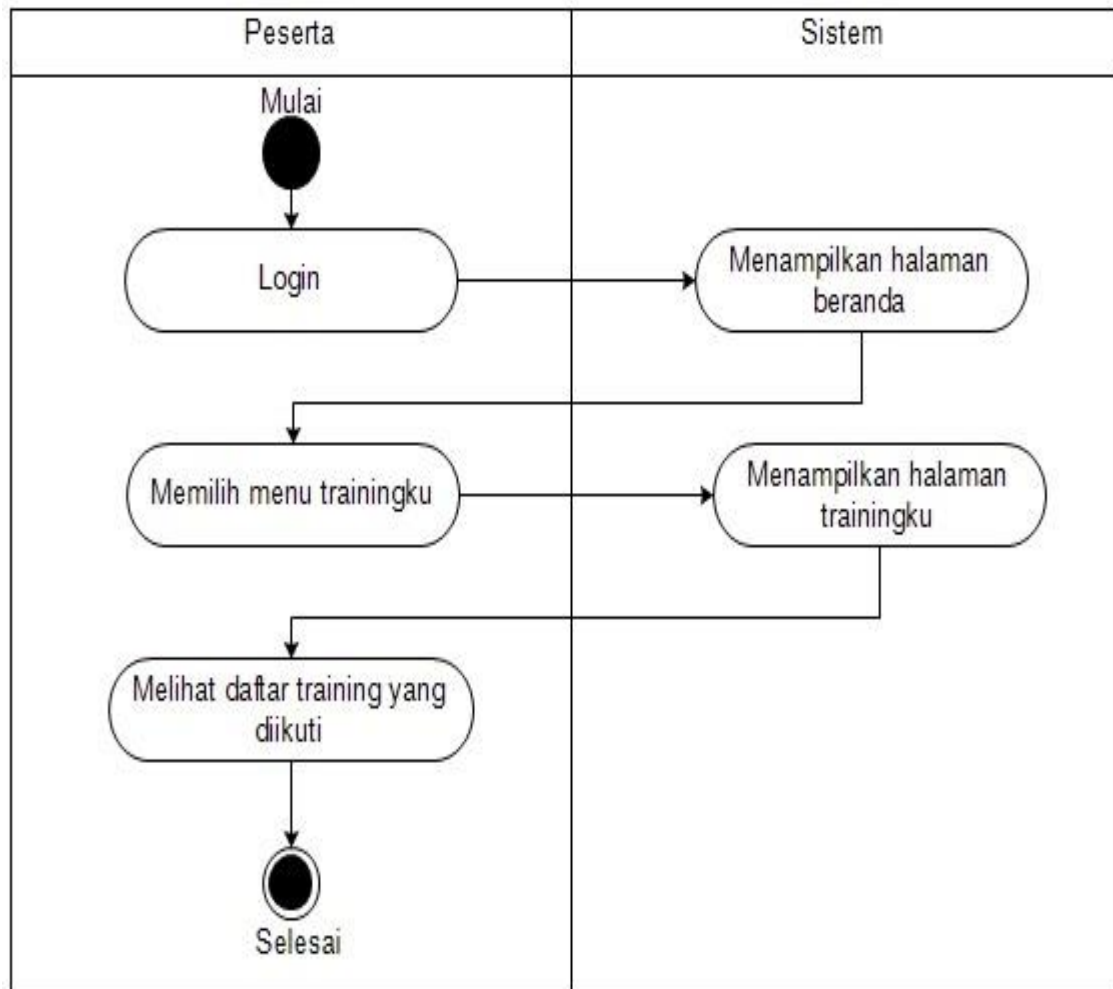 Peserta
Sistem
Mulai
Login
Menampilkan halaman
beranda
Memilih menu trainingku
Menampilkan halaman
trainingku
Melihat daftar training yang
diikuti
Selesai